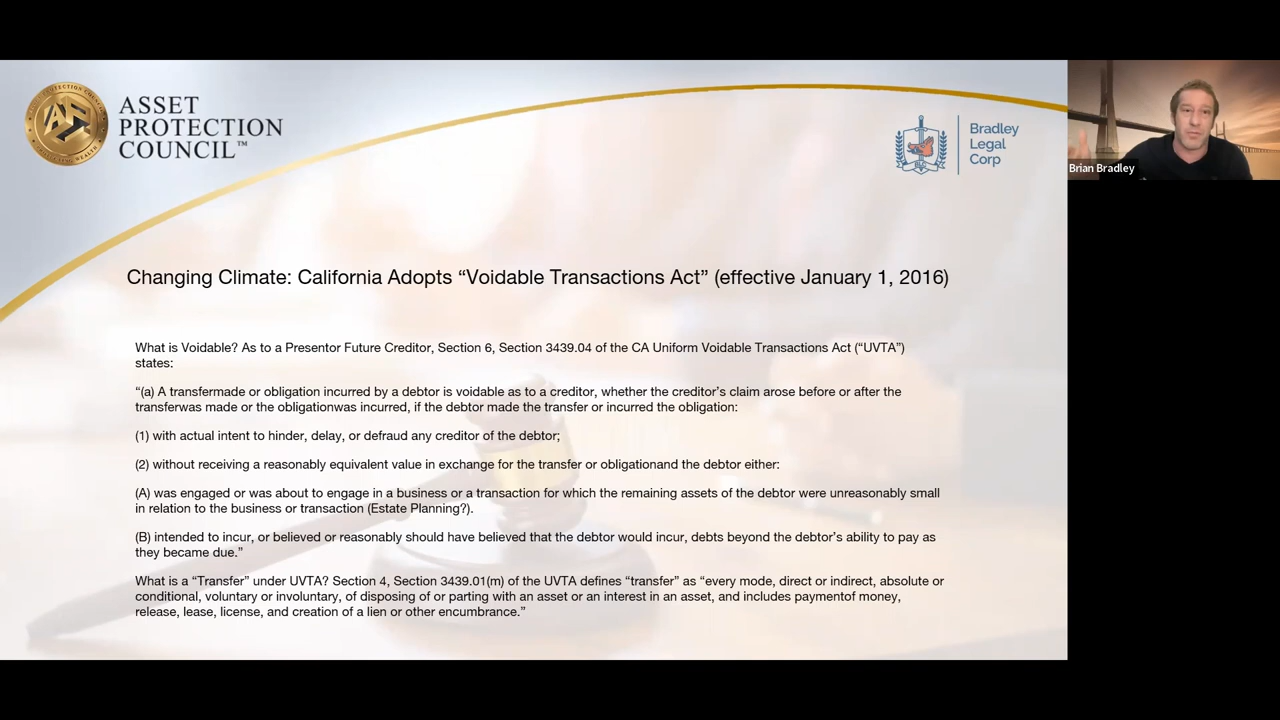 ASSET
PROTECTION
COUNCIL™
Bradley
Legal
Corp
Brian Bradley
Changing Climate: California Adopts “Voidable Transactions Act” (effective January 1, 2016)
What is Voidable? As to a Presentor Future Creditor, Section 6, Section 3439.04 of the CA Uniform Voidable Transactions Act (“UVTA”)
states:
“(a) A transfermade or obligation incurred by a debtor is voidable as to a creditor, whether the creditor’s claim arose before or after the
transferwas made or the obligationwas incurred, if the debtor made the transfer or incurred the obligation:
(1) with actual intent to hinder, delay, or defraud any creditor of the debtor;
(2) without receiving a reasonably equivalent value in exchange for the transfer or obligationand the debtor either:
(A) was engaged or was about to engage in a business or a transaction for which the remaining assets of the debtor were unreasonably small
in relation to the business or transaction (Estate Planning?).
(B) intended to incur, or believed or reasonably should have believed that the debtor would incur, debts beyond the debtor’s ability to pay as
they became due.”
What is a “Transfer” under UVTA? Section 4, Section 3439.01(m) of the UVTA defines “transfer” as “every mode, direct or indirect, absolute or
conditional, voluntary or involuntary, of disposing of or parting with an asset or an interest in an asset, and includes paymentof money,
release, lease, license, and creation of a lien or other encumbrance.”